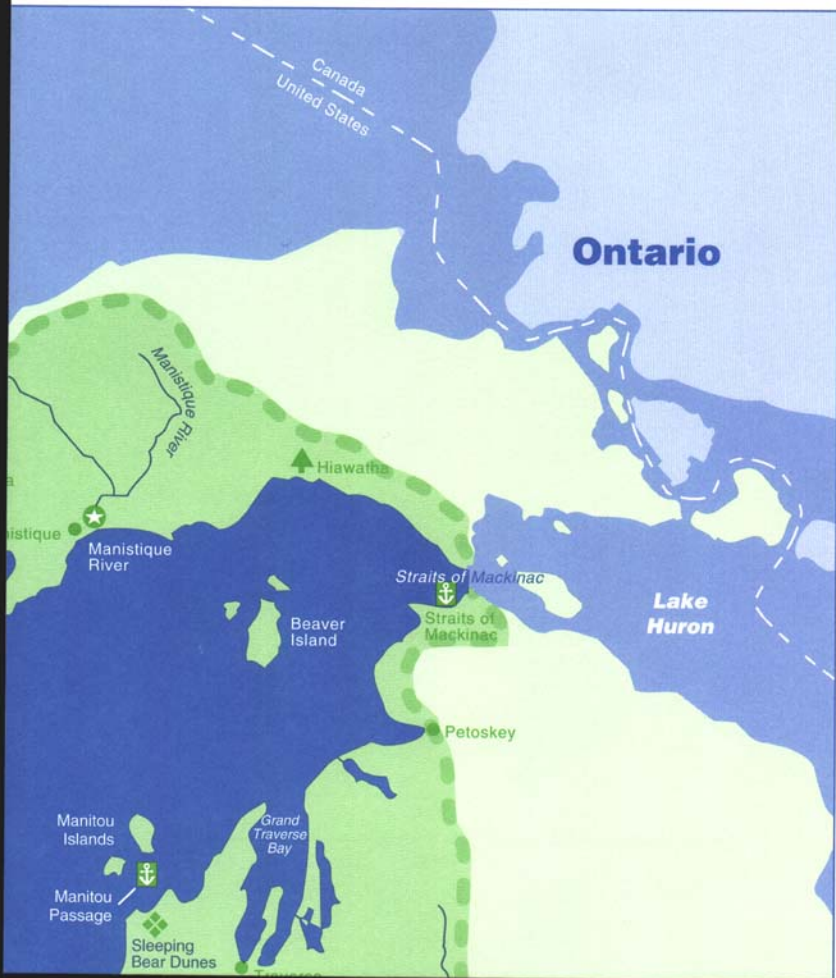 Canada
United States
Ontario
Manistique River
Hiawatha
Manistique
River
Straits of Mackinac
Straits of
Mackinac
Lake
Huron
Beaver
Island
Petoskey
Manitou
Islands
Grand
Traverse
Bay
Manitou
Passage
Sleeping
Bear Dunes